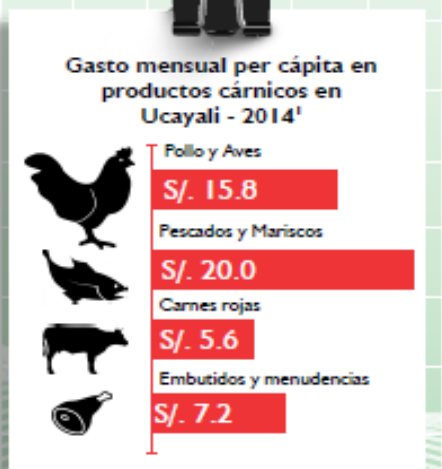 Gasto mensual per cápita en
productos cárnicos en
Ucayali - 2014¹
Pollo y Aves
S/. 15.8
Pescados y Mariscos
S/. 20.0
Carnes rojas
S/. 5.6
Embutidos y menudencias
S/. 7.2